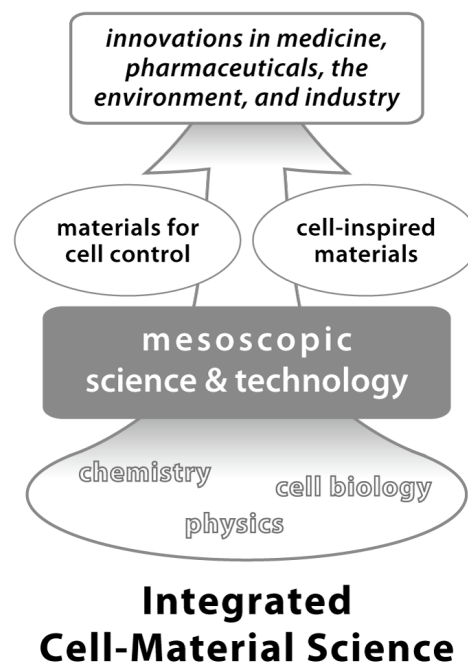 innovations in medicine,
pharmaceuticals, the
environment, and industry
materials for
cell control
cell-inspired
materials
mesoscopic
science & technology
chemistry
cell biology
physics
Integrated
Cell-Material Science